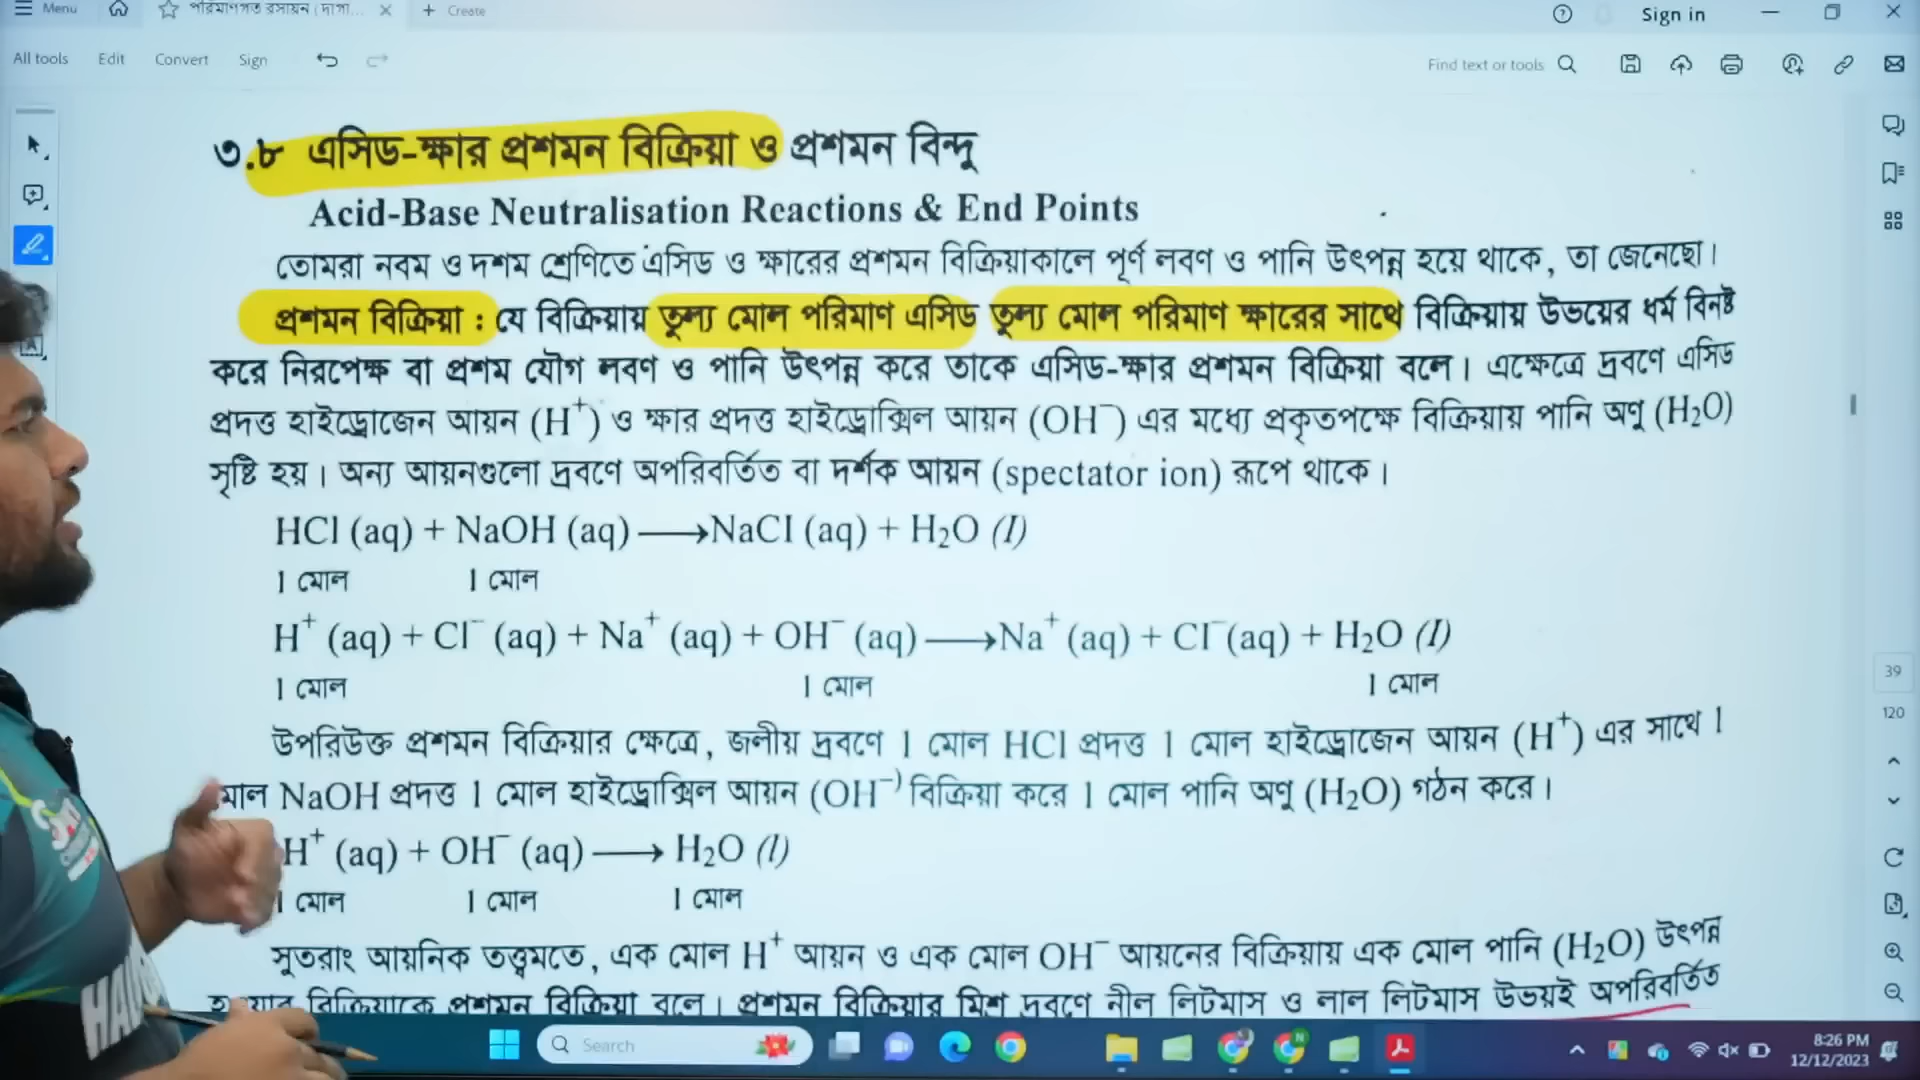 Menu
পরিমাণগত রসায়ন (দাগা...
Create
Sign in
All tools Edit Convert Sign
Find text or tools
৩.৮ এসিড-ক্ষার প্রশমন বিক্রিয়া ও প্রশমন বিন্দু
Acid-Base Neutralisation Reactions & End Points
তোমরা নবম ও দশম শ্রেণিতে এসিড ও ক্ষারের প্রশমন বিক্রিয়াকালে পূর্ণ লবণ ও পানি উৎপন্ন হয়ে থাকে, তা জেনেছো।
প্রশমন বিক্রিয়া : যে বিক্রিয়ায় তুল্য মোল পরিমাণ এসিড তুল্য মোল পরিমাণ ক্ষারের সাথে বিক্রিয়ায় উভয়ের ধর্ম বিনষ্ট
করে নিরপেক্ষ বা প্রশম যৌগ লবণ ও পানি উৎপন্ন করে তাকে এসিড-ক্ষার প্রশমন বিক্রিয়া বলে। এক্ষেত্রে দ্রবণে এসিড
প্রদত্ত হাইড্রোজেন আয়ন (H⁺) ও ক্ষার প্রদত্ত হাইড্রোক্সিল আয়ন (OH⁻) এর মধ্যে প্রকৃতপক্ষে বিক্রিয়ায় পানি অণু (H₂O)
সৃষ্টি হয়। অন্য আয়নগুলো দ্রবণে অপরিবর্তিত বা দর্শক আয়ন (spectator ion) রূপে থাকে।
HCl (aq) + NaOH (aq) ⟶ NaCl (aq) + H₂O (l)
1 মোল 1 মোল
H⁺ (aq) + Cl⁻ (aq) + Na⁺ (aq) + OH⁻ (aq) ⟶ Na⁺ (aq) + Cl⁻ (aq) + H₂O (l)
1 মোল 1 মোল 1 মোল
উপরিউক্ত প্রশমন বিক্রিয়ার ক্ষেত্রে, জলীয় দ্রবণে 1 মোল HCl প্রদত্ত 1 মোল হাইড্রোজেন আয়ন (H⁺) এর সাথে 1
মোল NaOH প্রদত্ত 1 মোল হাইড্রোক্সিল আয়ন (OH⁻) বিক্রিয়া করে 1 মোল পানি অণু (H₂O) গঠন করে।
H⁺ (aq) + OH⁻ (aq) ⟶ H₂O (l)
1 মোল 1 মোল 1 মোল
সুতরাং আয়নিক তত্ত্বমতে, এক মোল H⁺ আয়ন ও এক মোল OH⁻ আয়নের বিক্রিয়ায় এক মোল পানি (H₂O) উৎপন্ন
হওয়ার বিক্রিয়াকে প্রশমন বিক্রিয়া বলে। প্রশমন বিক্রিয়ার মিশ্র দ্রবণে নীল লিটমাস ও লাল লিটমাস উভয়ই অপরিবর্তিত
39
120
Search
8:26 PM
12/12/2023